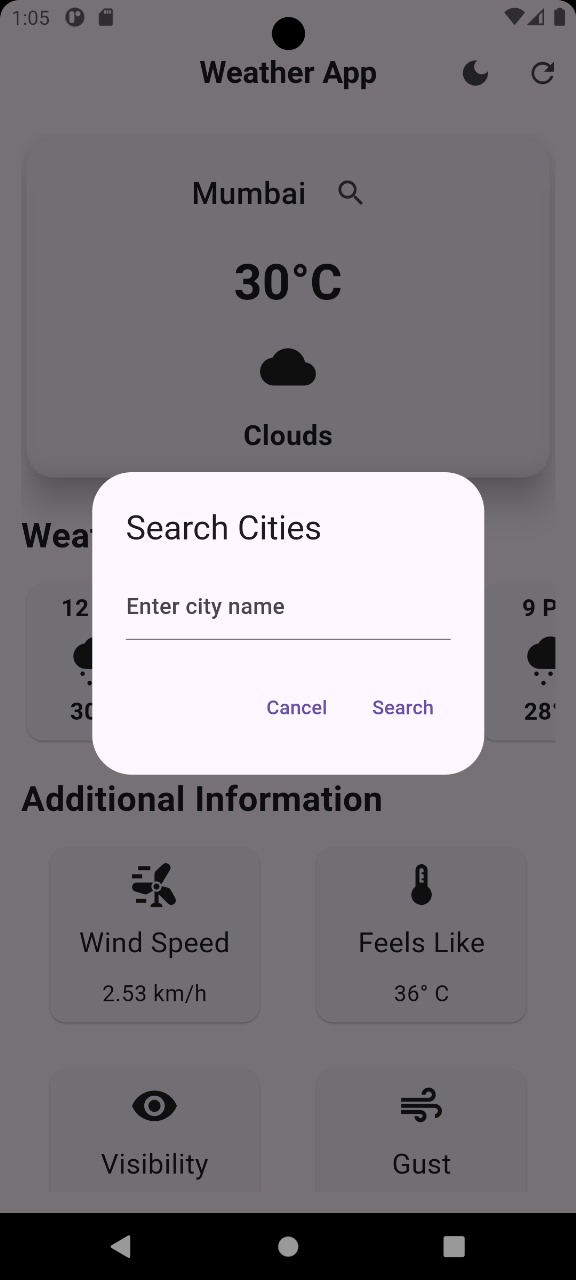 1:05
Weather App
Mumbai
30°C
Clouds
Search Cities
Enter city name
Cancel Search
12
9 P
30
28°
Additional Information
Wind Speed
Feels Like
2.53 km/h
36° C
Visibility
Gust